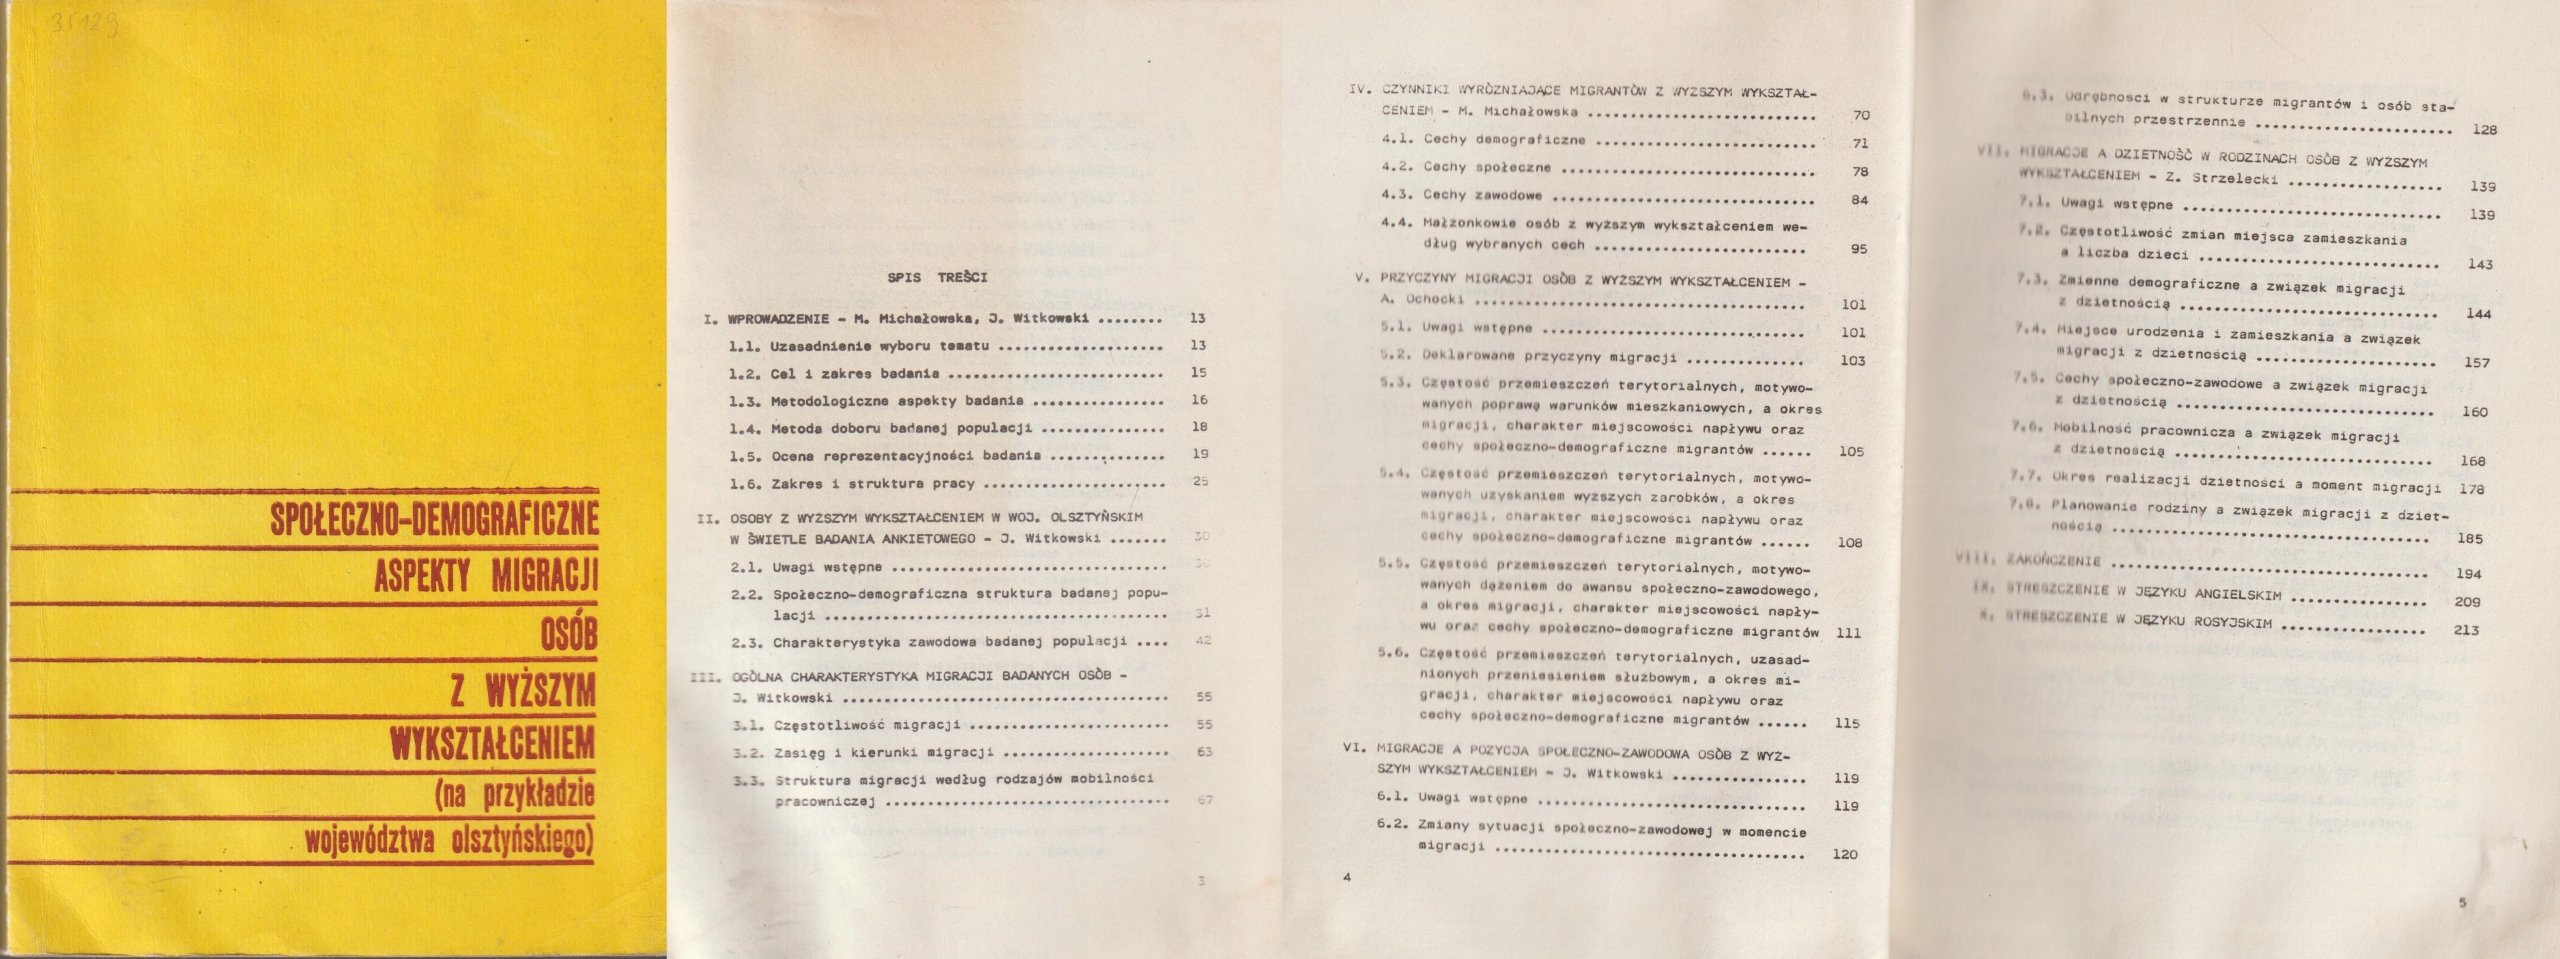 35129
SPOŁECZNO-DEMOGRAFICZNE
ASPEKTY MIGRACJI
OSÓB
Z WYŻSZYM
WYKSZTAŁCENIEM
(na przykładzie
województwa olsztyńskiego)
SPIS TREŚCI
I. WPROWADZENIE - M. Michałowska, J. Witkowski ........ 13
1.1. Uzasadnienie wyboru tematu .................... 13
1.2. Cel i zakres badania .......................... 15
1.3. Metodologiczne aspekty badania ................ 16
1.4. Metoda doboru badanej populacji ............... 18
1.5. Ocena reprezentacyjności badania .............. 19
1.6. Zakres i struktura pracy ...................... 25
II. OSOBY Z WYŻSZYM WYKSZTAŁCENIEM W WOJ. OLSZTYŃSKIM
W ŚWIETLE BADANIA ANKIETOWEGO - J. Witkowski ....... 30
2.1. Uwagi wstępne ................................. 30
2.2. Społeczno-demograficzna struktura badanej popu-
lacji ......................................... 31
2.3. Charakterystyka zawodowa badanej populacji .... 42
III. OGÓLNA CHARAKTERYSTYKA MIGRACJI BADANYCH OSÓB -
J. Witkowski ....................................... 55
3.1. Częstotliwość migracji ........................ 55
3.2. Zasięg i kierunki migracji .................... 63
3.3. Struktura migracji według rodzajów mobilności
pracowniczej .................................. 67
3
IV. CZYNNIKI WYRÓŻNIAJĄCE MIGRANTÓW Z WYŻSZYM WYKSZTAŁ-
CENIEM - M. Michałowska ............................ 70
4.1. Cechy demograficzne ........................... 71
4.2. Cechy społeczne ............................... 78
4.3. Cechy zawodowe ................................ 84
4.4. Małżonkowie osób z wyższym wykształceniem we-
dług wybranych cech .......................... 95
V. PRZYCZYNY MIGRACJI OSÓB Z WYŻSZYM WYKSZTAŁCENIEM -
A. Ochocki ........................................ 101
5.1. Uwagi wstępne ................................ 101
5.2. Deklarowane przyczyny migracji ............... 103
5.3. Częstość przemieszczeń terytorialnych, motywo-
wanych poprawą warunków mieszkaniowych, a okres
migracji, charakter miejscowości napływu oraz
cechy społeczno-demograficzne migrantów ...... 105
5.4. Częstość przemieszczeń terytorialnych, motywo-
wanych uzyskaniem wyższych zarobków, a okres
migracji, charakter miejscowości napływu oraz
cechy społeczno-demograficzne migrantów ...... 108
5.5. Częstość przemieszczeń terytorialnych, motywo-
wanych dążeniem do awansu społeczno-zawodowego,
a okres migracji, charakter miejscowości napły-
wu oraz cechy społeczno-demograficzne migrantów 111
5.6. Częstość przemieszczeń terytorialnych, uzasad-
nionych przeniesieniem służbowym, a okres mi-
gracji, charakter miejscowości napływu oraz
cechy społeczno-demograficzne migrantów ...... 115
VI. MIGRACJE A POZYCJA SPOŁECZNO-ZAWODOWA OSÓB Z WYŻ-
SZYM WYKSZTAŁCENIEM - J. Witkowski ................ 119
6.1. Uwagi wstępne ................................ 119
6.2. Zmiany sytuacji społeczno-zawodowej w momencie
migracji ..................................... 120
4
6.3. Odrębności w strukturze migrantów i osób sta-
bilnych przestrzennie ........................ 128
VII. MIGRACJE A DZIETNOŚĆ W RODZINACH OSÓB Z WYŻSZYM
WYKSZTAŁCENIEM - Z. Strzelecki ................... 139
7.1. Uwagi wstępne ................................ 139
7.2. Częstotliwość zmian miejsca zamieszkania
a liczba dzieci .............................. 143
7.3. Zmienne demograficzne a związek migracji
z dzietnością ................................ 144
7.4. Miejsce urodzenia i zamieszkania a związek
migracji z dzietnością ....................... 157
7.5. Cechy społeczno-zawodowe a związek migracji
z dzietnością ................................ 160
7.6. Mobilność pracownicza a związek migracji
z dzietnością ................................ 168
7.7. Okres realizacji dzietności a moment migracji 178
7.8. Planowanie rodziny a związek migracji z dziet-
nością ....................................... 185
VIII. ZAKOŃCZENIE ....................................... 194
IX. STRESZCZENIE W JĘZYKU ANGIELSKIM .................. 209
X. STRESZCZENIE W JĘZYKU ROSYJSKIM ................... 213
5